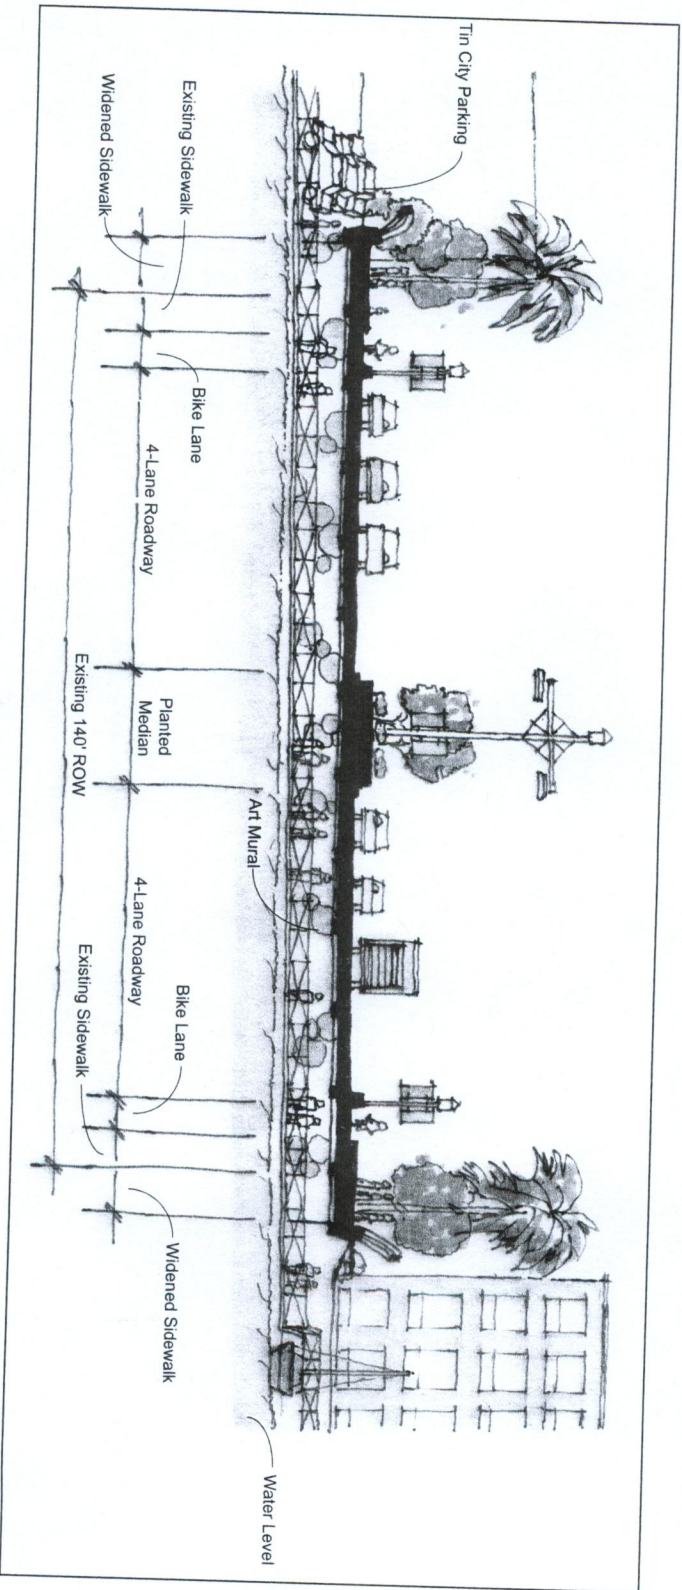 Tin City Parking
Existing Sidewalk
Widened Sidewalk
Bike Lane
4-Lane Roadway
Planted
Median
Existing 140' ROW
Art Mural
4-Lane Roadway
Bike Lane
Existing Sidewalk
Widened Sidewalk
Water Level